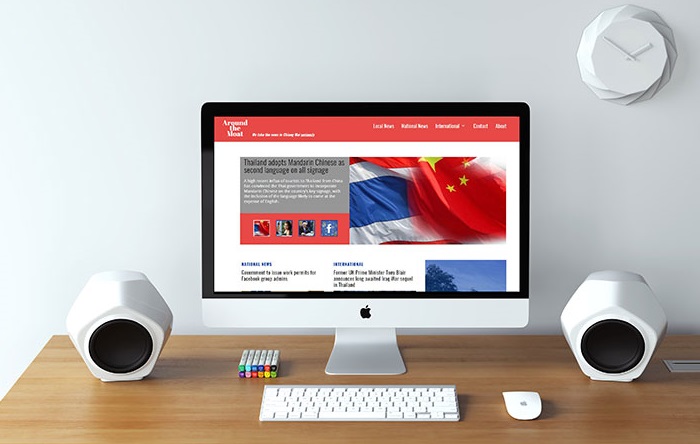 Around
the
Moat
We take the news in Chiang Mai seriously
Local News National News International Contact About
Thailand adopts Mandarin Chinese as
second language on all signage
A high recent influx of tourists to Thailand from China
has convinced the Thai government to incorporate
Mandarin Chinese on the country's key signage, with
the inclusion of the language likely to come at the
expense of English.
NATIONAL NEWS
Government to issue work permits for
Facebook group admins
INTERNATIONAL
Former UK Prime Minister Tony Blair
announces long awaited Iraq War sequel
in Thailand